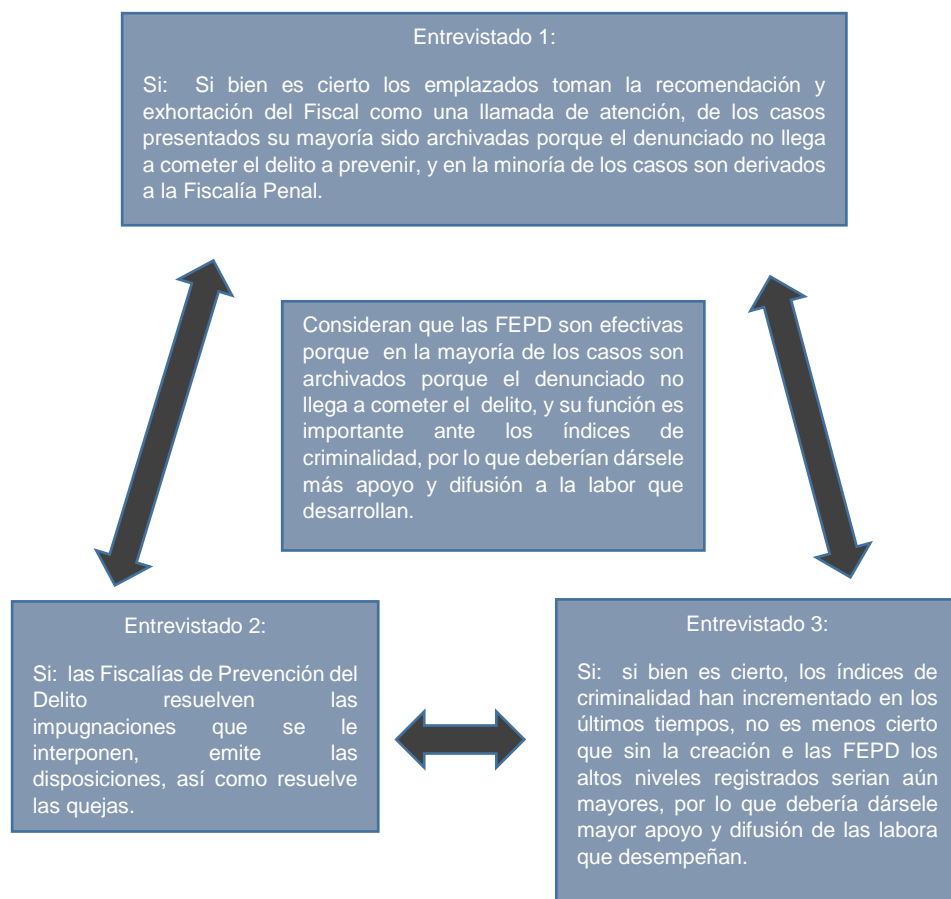 Entrevistado 1:
Si: Si bien es cierto los emplazados toman la recomendación y
exhortación del Fiscal como una llamada de atención, de los casos
presentados su mayoría sido archivadas porque el denunciado no llega
a cometer el delito a prevenir, y en la minoría de los casos son derivados
a la Fiscalía Penal.
Consideran que las FEPD son efectivas
porque en la mayoría de los casos son
archivados porque el denunciado no
llega a cometer el delito, y su función es
importante ante los índices de
criminalidad, por lo que deberían dársele
más apoyo y difusión a la labor que
desarrollan.
Entrevistado 2:
Si: las Fiscalías de Prevención del
Delito resuelven las
impugnaciones que se le
interponen, emite las
disposiciones, así como resuelve
las quejas.
Entrevistado 3:
Si: si bien es cierto, los índices de
criminalidad han incrementado en los
últimos tiempos, no es menos cierto
que sin la creación e las FEPD los
altos niveles registrados serian aún
mayores, por lo que debería dársele
mayor apoyo y difusión de las labora
que desempeñan.